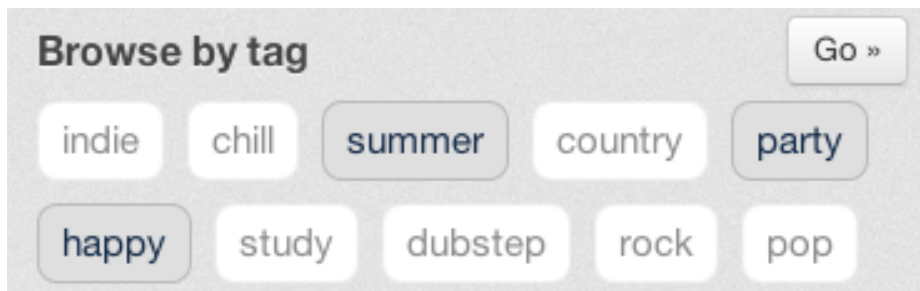 Browse by tag Go »
indie chill summer country party
happy study dubstep rock pop